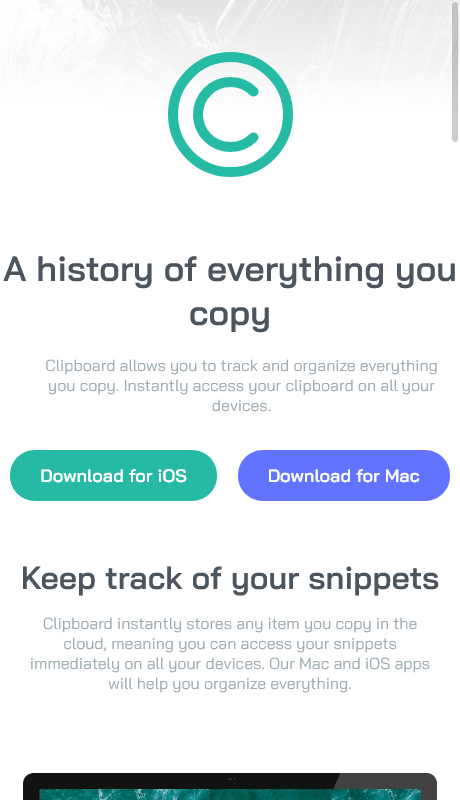 A history of everything you
copy
Clipboard allows you to track and organize everything
you copy. Instantly access your clipboard on all your
devices.
Download for iOS
Download for Mac
Keep track of your snippets
Clipboard instantly stores any item you copy in the
cloud, meaning you can access your snippets
immediately on all your devices. Our Mac and iOS apps
will help you organize everything.